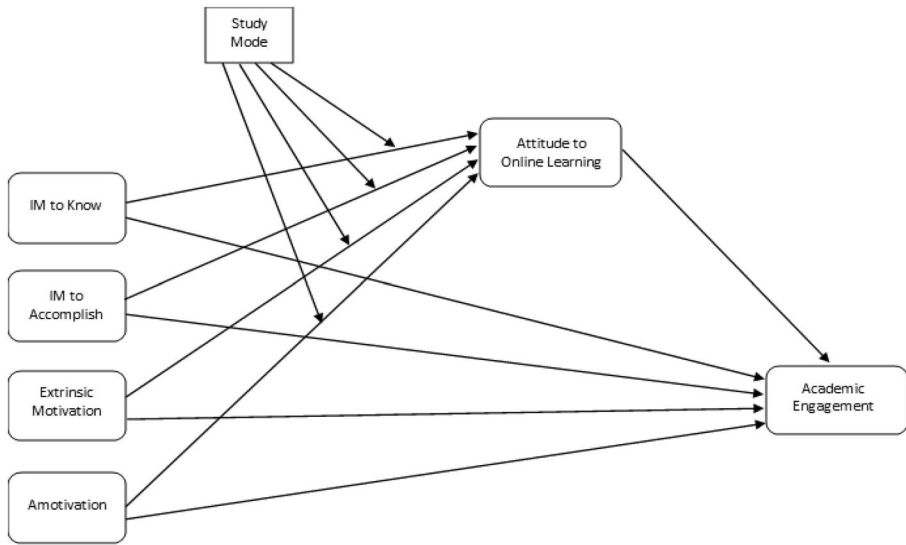 Study
Mode
Attitude to
Online Learning
IM to Know
IM to
Accomplish
Extrinsic
Motivation
Academic
Engagement
Amotivation